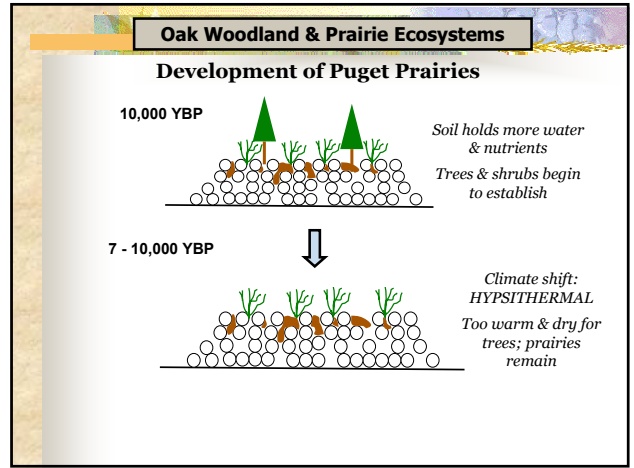 Oak Woodland & Prairie Ecosystems
Development of Puget Prairies
10,000 YBP
Soil holds more water
& nutrients
Trees & shrubs begin
to establish
7 - 10,000 YBP
Climate shift:
HYPSITHERMAL
Too warm & dry for
trees; prairies
remain